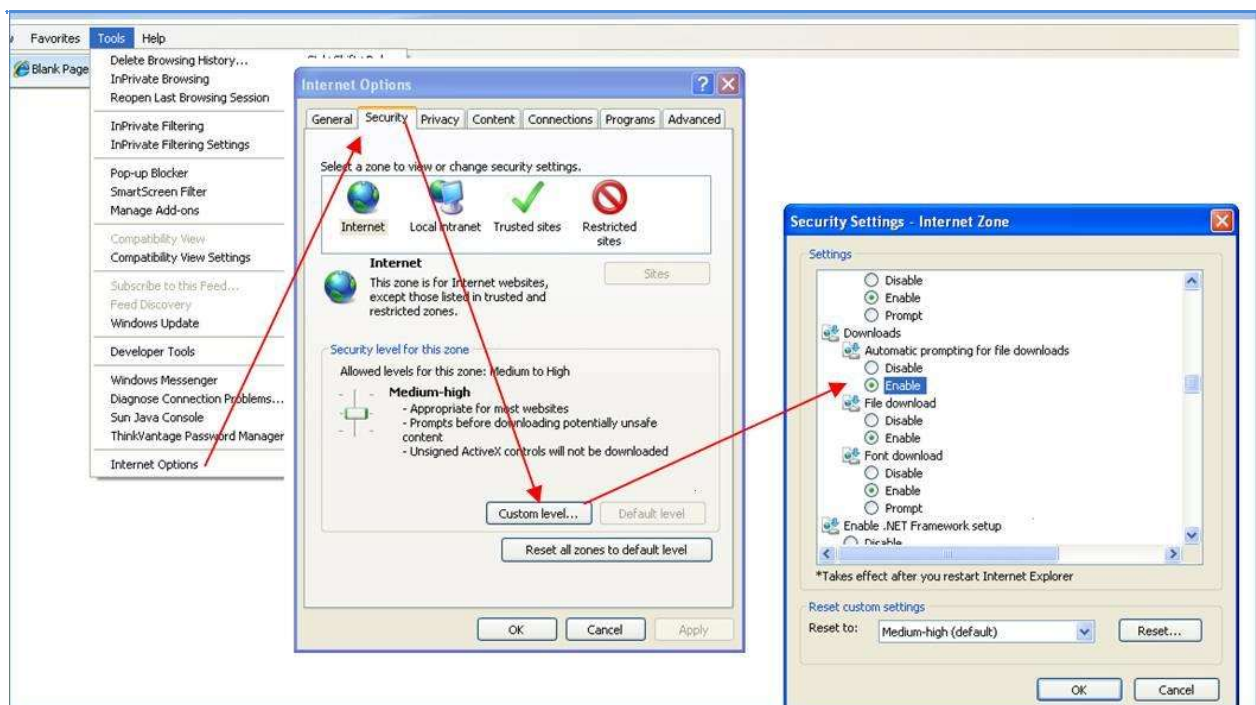 Favorites Tools Help
Blank Page
Delete Browsing History...
InPrivate Browsing
Reopen Last Browsing Session
InPrivate Filtering
InPrivate Filtering Settings
Pop-up Blocker
SmartScreen Filter
Manage Add-ons
Compatibility View
Compatibility View Settings
Subscribe to this Feed...
Feed Discovery
Windows Update
Developer Tools
Windows Messenger
Diagnose Connection Problems...
Sun Java Console
ThinkVantage Password Manager
Internet Options
Internet Options
General Security Privacy Content Connections Programs Advanced
Select a zone to view or change security settings.
Internet Local intranet Trusted sites Restricted
sites
Internet
Sites
This zone is for Internet websites,
except those listed in trusted and
restricted zones.
Security level for this zone
Allowed levels for this zone: Medium to High
Medium-high
- Appropriate for most websites
- Prompts before downloading potentially unsafe
content
- Unsigned ActiveX controls will not be downloaded
Custom level... Default level
Reset all zones to default level
OK Cancel Apply
Security Settings - Internet Zone
Settings
Disable
Enable
Prompt
Downloads
Automatic prompting for file downloads
Disable
Enable
File download
Disable
Enable
Font download
Disable
Enable
Prompt
Enable .NET Framework setup
Disable
*Takes effect after you restart Internet Explorer
Reset custom settings
Reset to: Medium-high (default) Reset...
OK Cancel